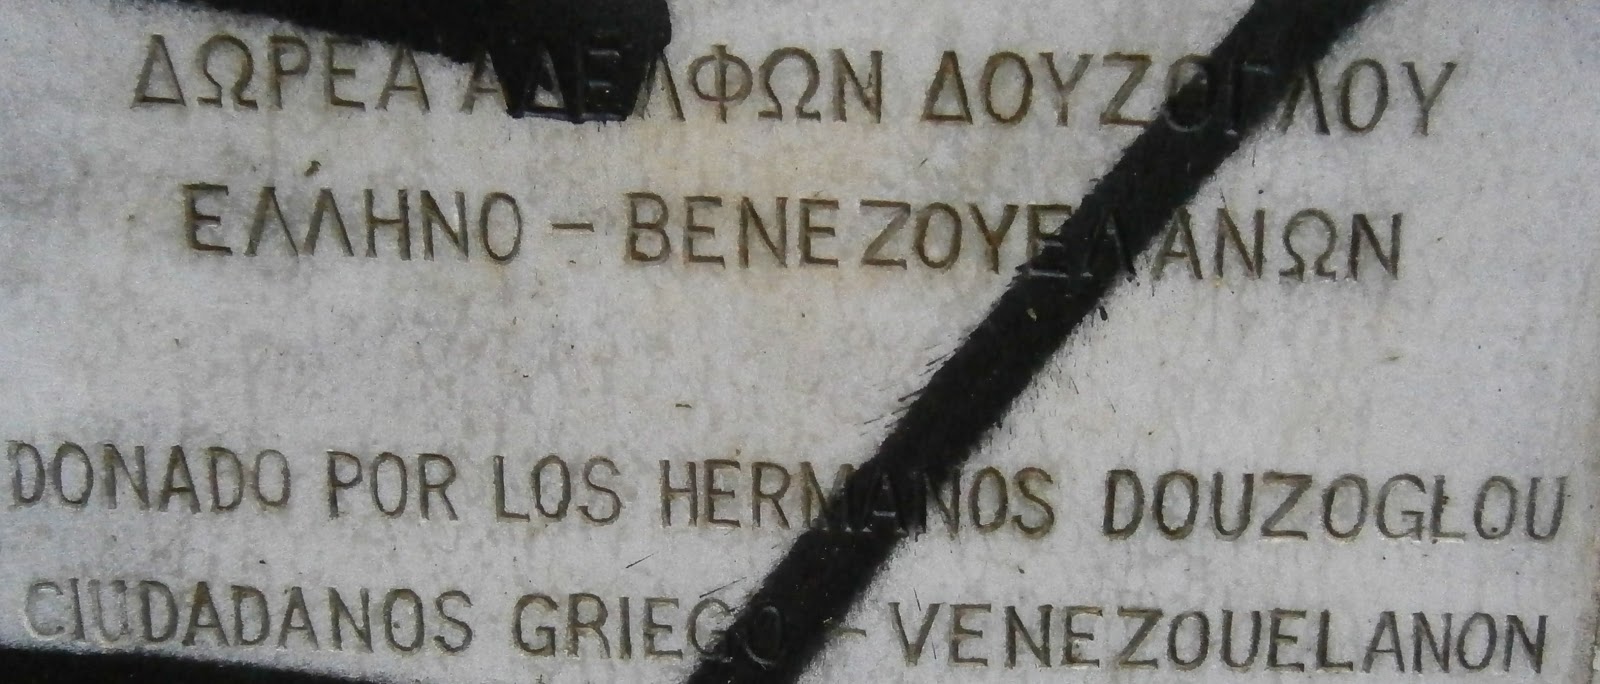 ΔΩΡΕΑ ΑΔΕΛΦΩΝ ΔΟΥΖΟΓΛΟΥ
ΕΛΛΗΝΟ - ΒΕΝΕΖΟΥΕΛΑΝΩΝ
DONADO POR LOS HERMANOS DOUZOGLOU
CIUDADANOS GRIEGO - VENEZOUELANON